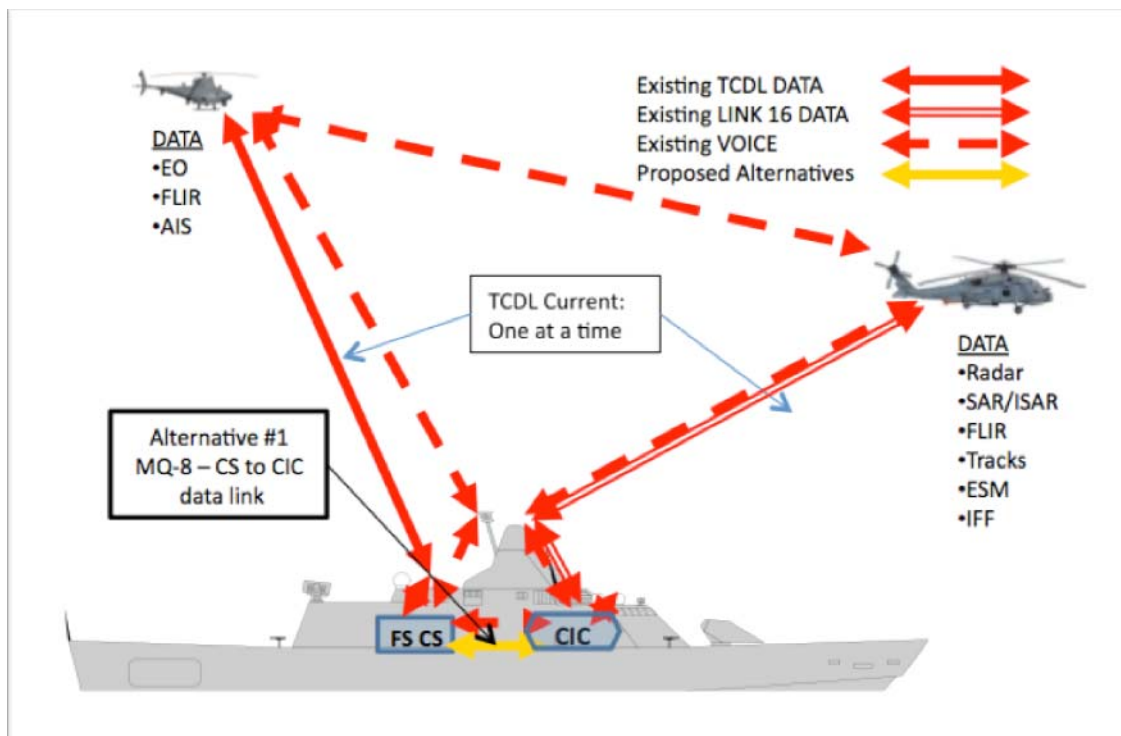 Existing TCDL DATA
Existing LINK 16 DATA
Existing VOICE
Proposed Alternatives
DATA
•EO
•FLIR
•AIS
TCDL Current:
One at a time
DATA
•Radar
•SAR/ISAR
•FLIR
•Tracks
•ESM
•IFF
Alternative #1
MQ-8 – CS to CIC
data link
FS CS
CIC